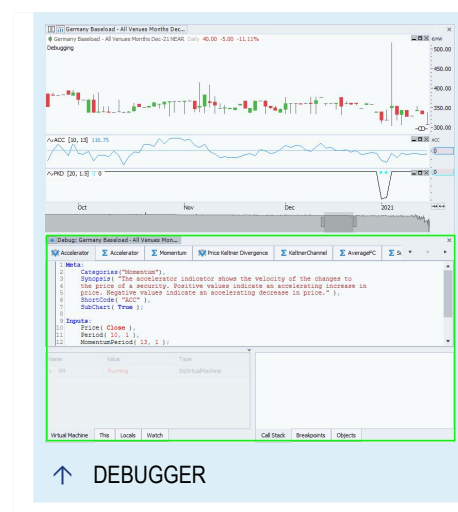 Germany Baseload - All Venues Months Dec...
Germany Baseload - All Venues Months Dec-21 NEAR Daily 40.00 -5.00 -11.11%
€/MW
Debugging
500.00
450.00
400.00
350.00
300.00
ACC [10, 13] 116.75
ACC
0
PKD [20, 1.5] 0 0
0
Oct Nov Dec 2021
Debug: Germany Baseload - All Venues Mon...
Accelerator Accelerator Momentum Price Keltner Divergence KeltnerChannel AverageFC
1 Meta:
2 Categories("Momentum"),
3 Synopsis( "The accelerator indicator shows the velocity of the changes to
4 the price of a security. Positive values indicate an accelerating increase in
5 price. Negative values indicate an accelerating decrease in price." ),
6 ShortCode( "ACC" ),
7 SubChart( True );
8
9 Inputs:
10 Price( Close ),
11 Period( 10, 1 ),
12 MomentumPeriod( 13, 1 );
Name Value Type
VM Running EqVirtualMachine
Virtual Machine This Locals Watch Call Stack Breakpoints Objects
DEBUGGER